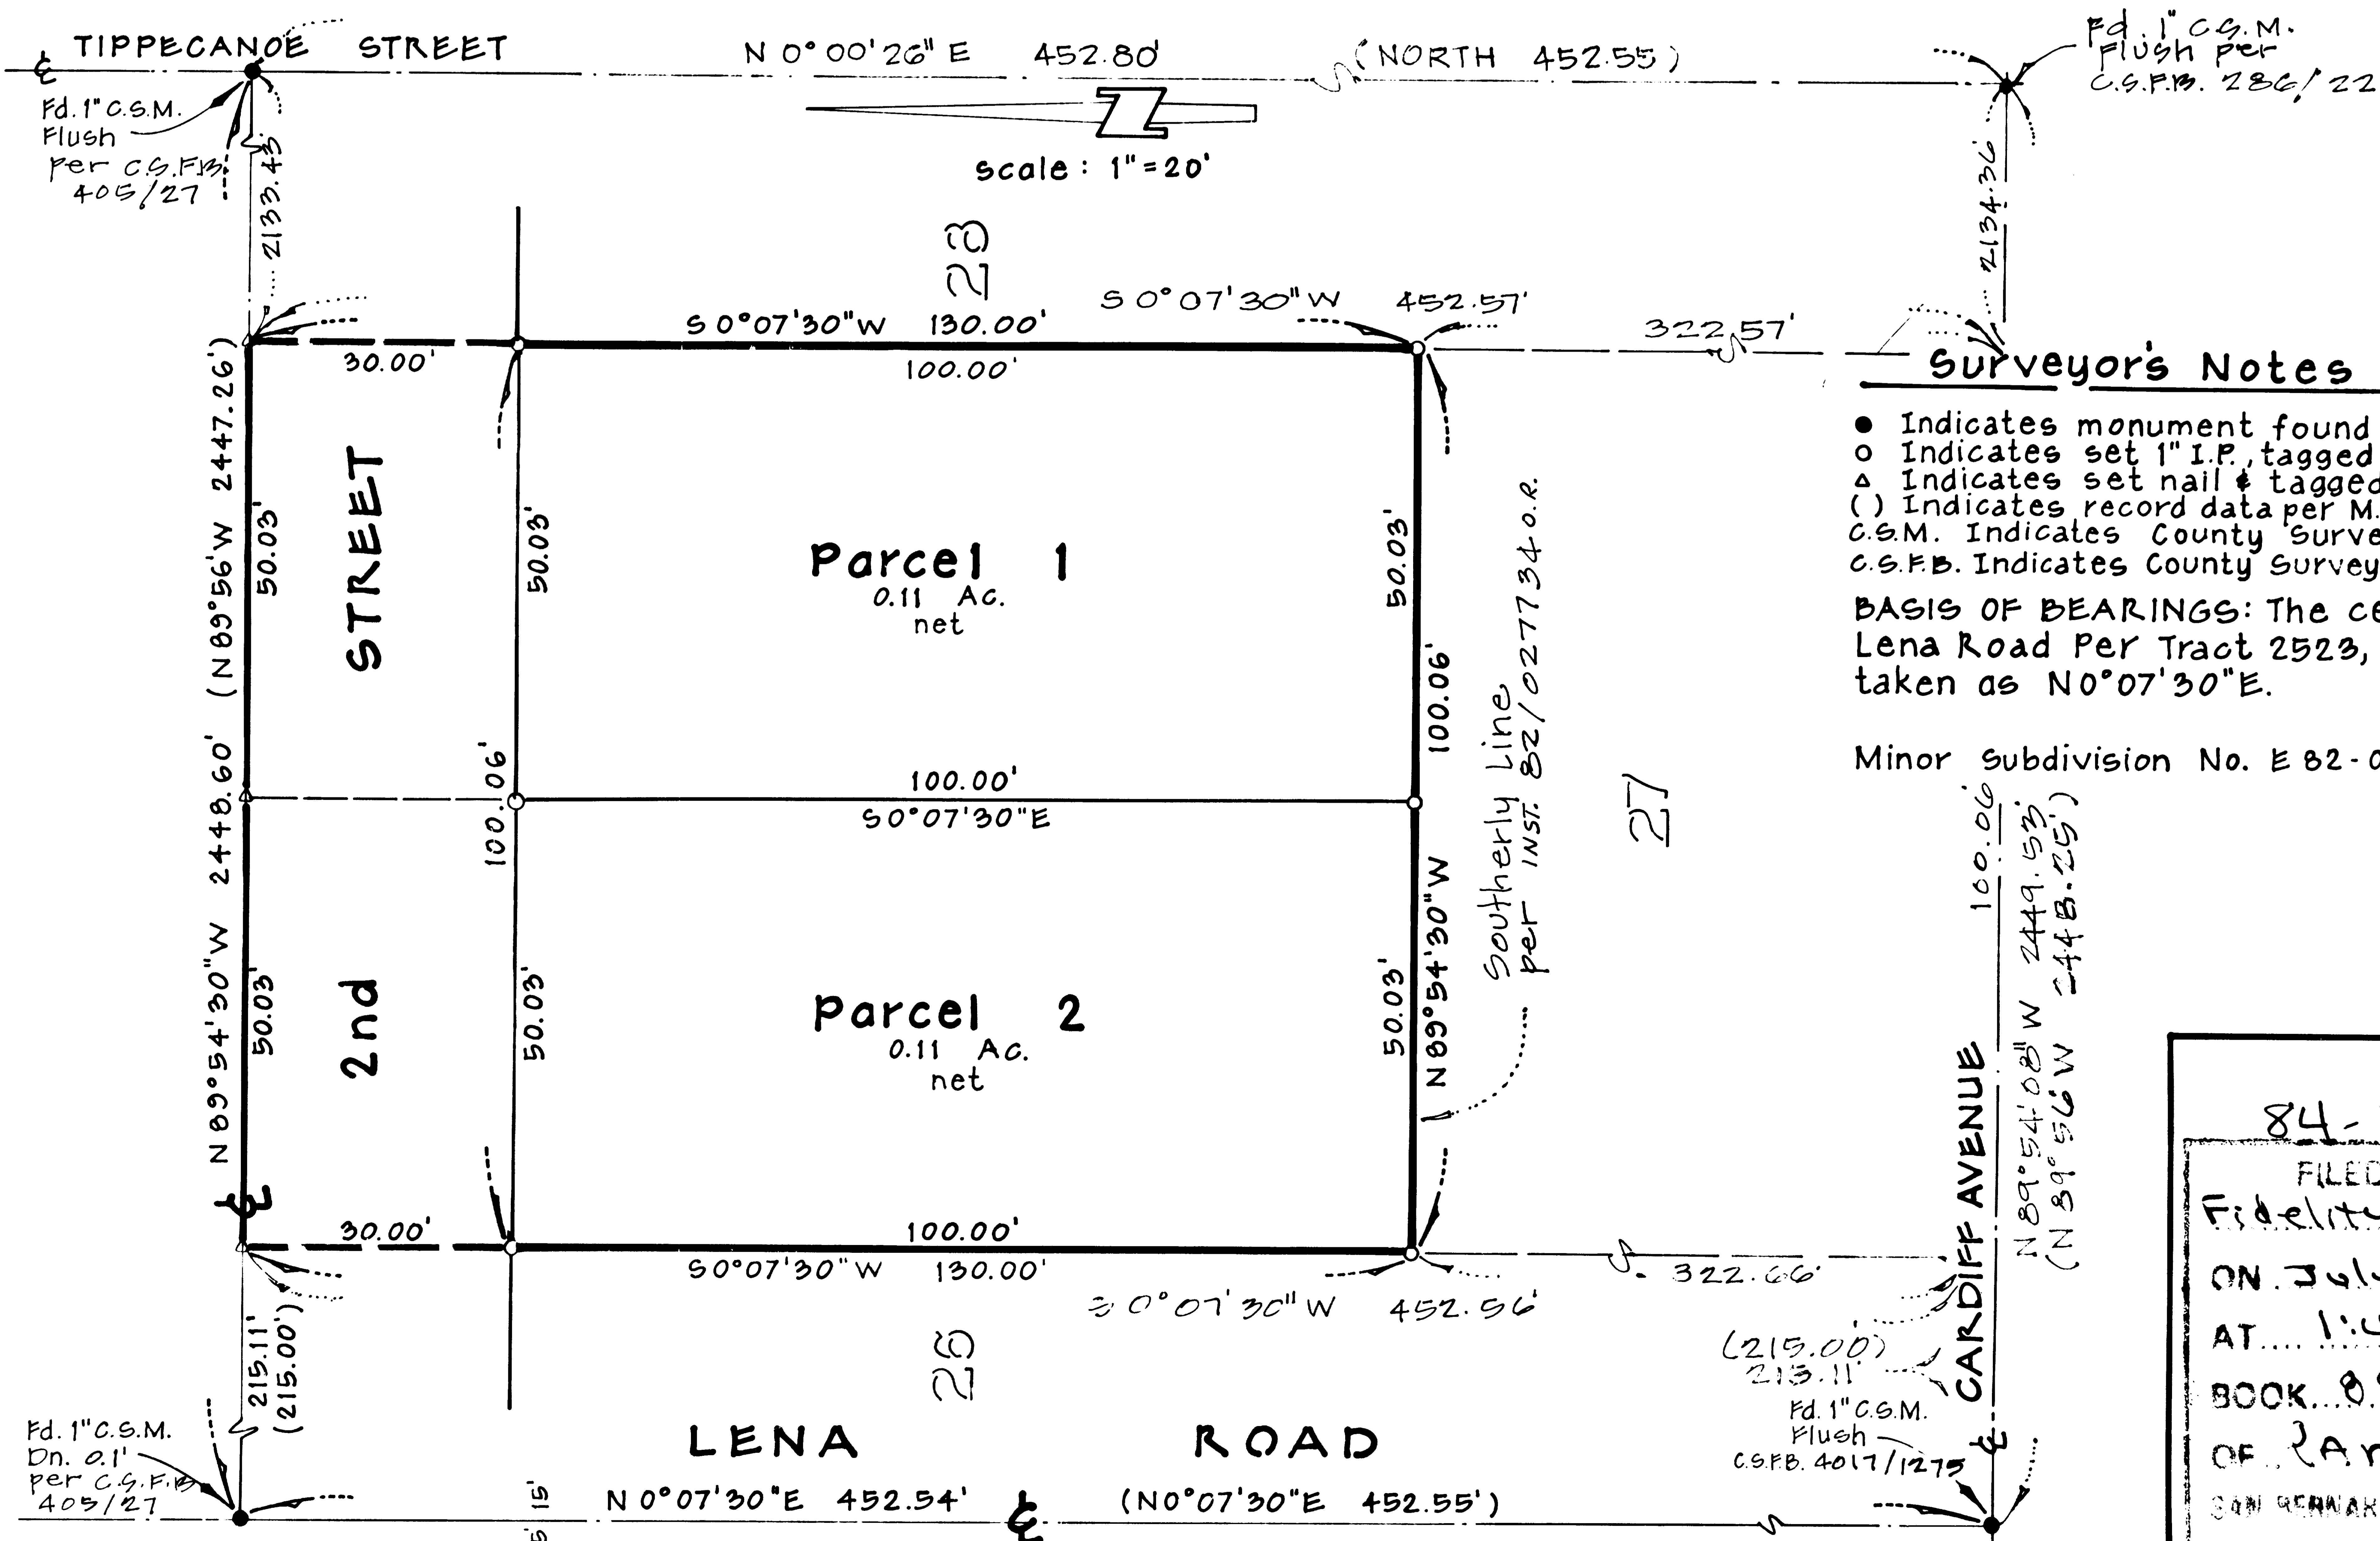 TIPPECANOE STREET
N 0° 00' 26" E 452.80' (NORTH 452.55)
Fd. 1" C.S.M.
Flush per
C.S.F.B. 286/22
Fd. 1" C.S.M.
Flush
per C.S.F.B.
405/27
scale : 1"=20'
2133.43
2134.36
28
S 0° 07' 30" W 452.57'
S 0° 07' 30" W 130.00'
322.57'
30.00'
100.00'
Surveyor's Notes
● Indicates monument found
○ Indicates set 1" I.P., tagged
△ Indicates set nail & tagged
( ) Indicates record data per M.
C.S.M. Indicates County Surve
C.S.F.B. Indicates County Survey
BASIS OF BEARINGS: The ce
Lena Road Per Tract 2523,
taken as N0°07'30"E.
Minor Subdivision No. E 82-0
N 89°54'30"W 2448.60' (N 89°56'W 2447.26')
50.03'
50.03'
2nd STREET
50.03'
100.06'
50.03'
Parcel 1
0.11 Ac.
net
50.03'
100.06'
100.00'
S 0°07'30"E
Parcel 2
0.11 Ac.
net
50.03'
N 89°54'30"W
Southerly Line
per INST. 82/027734 O.R.
27
100.06'
CARDIFF AVENUE
N 89°54'08" W 2449.53'
(N 89°56' W 2448.25')
30.00'
100.00'
S 0°07'30" W 130.00'
322.66'
S 0°07'30" W 452.56'
26
215.11'
(215.00')
(215.00')
215.11'
Fd. 1" C.S.M.
Flush
C.S.F.B. 4017/1275
Fd. 1" C.S.M.
Dn. 0.1'
per C.S.F.B
405/27
LENA ROAD
15'
N 0°07'30"E 452.54' (N0°07'30"E 452.55')
84-
FILED
Fidelity
ON July
AT
BOOK
OF
SAN BERNAR